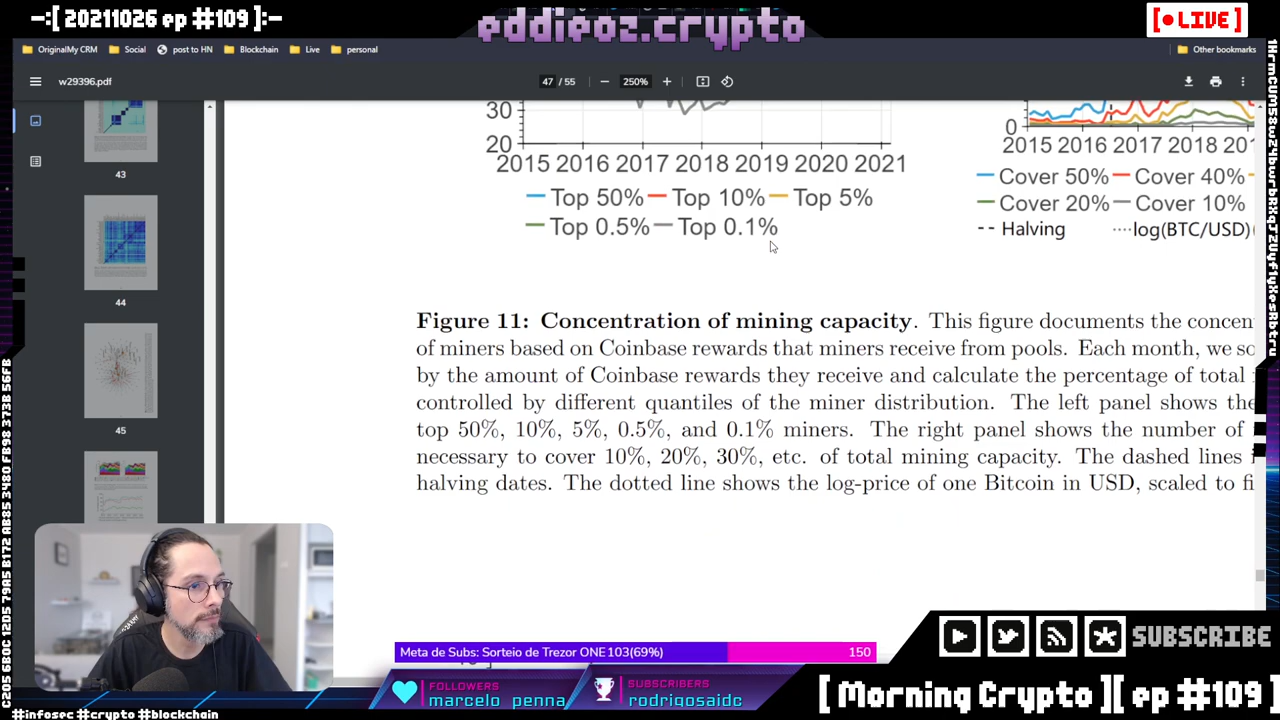 -:[ 20211026 ep #109 ]:-
eddieoz.crypto
[ ● LIVE ]
OriginalMy CRM
Social
post to HN
Blockchain
Live
personal
Other bookmarks
w29396.pdf
47 / 55
250%
43
44
45
30
20
2015 2016 2017 2018 2019 2020 2021
Top 50% Top 10% Top 5%
Top 0.5% Top 0.1%
0
2015 2016 2017 2018 201
Cover 50% Cover 40%
Cover 20% Cover 10%
Halving log(BTC/USD)(
Figure 11: Concentration of mining capacity. This figure documents the concen
of miners based on Coinbase rewards that miners receive from pools. Each month, we so
by the amount of Coinbase rewards they receive and calculate the percentage of total
controlled by different quantiles of the miner distribution. The left panel shows the
top 50%, 10%, 5%, 0.5%, and 0.1% miners. The right panel shows the number of
necessary to cover 10%, 20%, 30%, etc. of total mining capacity. The dashed lines
halving dates. The dotted line shows the log-price of one Bitcoin in USD, scaled to fi
Meta de Subs: Sorteio de Trezor ONE 103(69%)
150
FOLLOWERS
marcelo_penna_
SUBSCRIBERS
rodrigosaidc
SUBSCRIBE
[ Morning Crypto ][ ep #109 ]
#infosec #crypto #blockchain